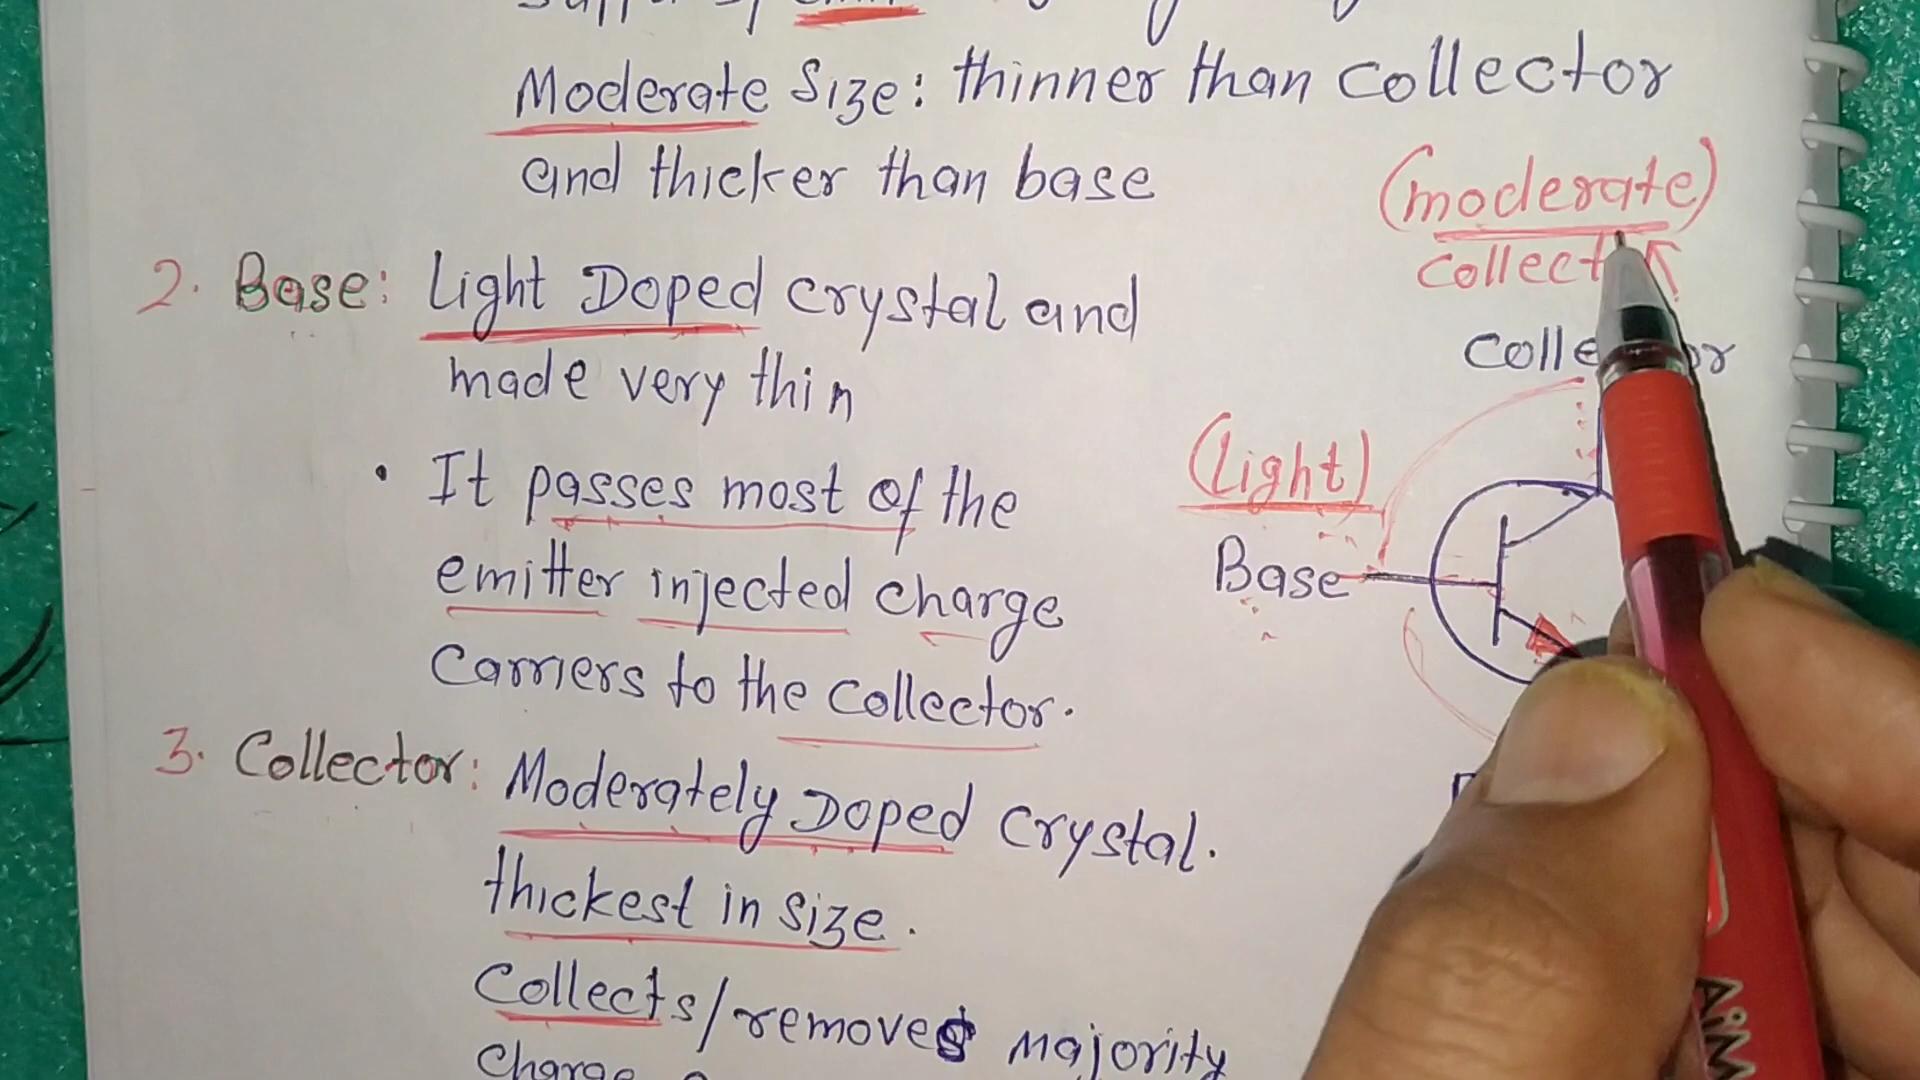 Moderate Size: thinner than collector
and thicker than base
(moderate)
collect
2. Base: Light Doped crystal and
made very thin
(Light)
• It passes most of the
Base
emitter injected charge
carriers to the collector.
3. Collector: Moderately Doped crystal.
thickest in size.
Collects/removes majority
Charge
AIM